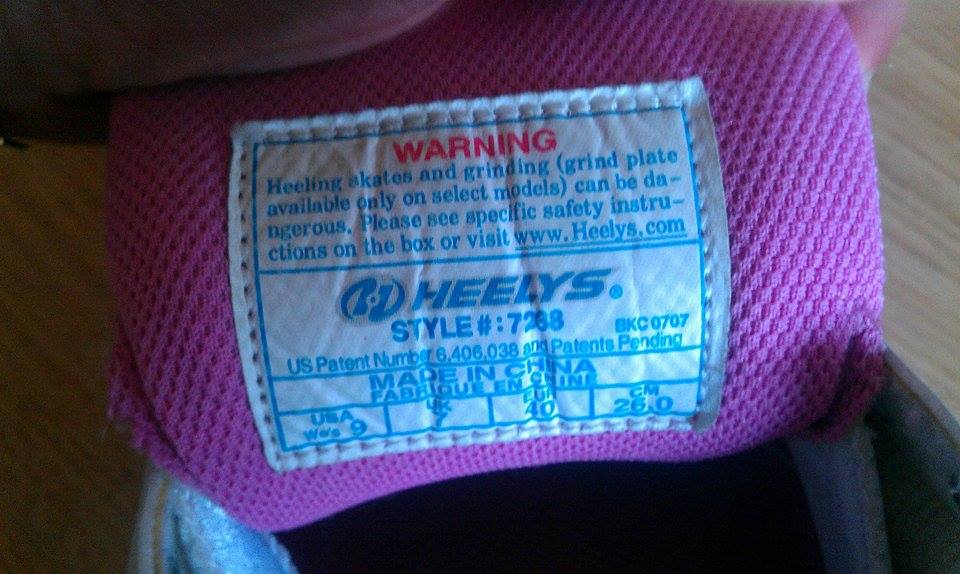 WARNING
Heeling skates and grinding (grind plate
available only on select models) can be da-
ngerous. Please see specific safety instru-
ctions on the box or visit www.Heelys.com
HEELYS®
STYLE#: BKC0707
US Patent Number 6,406,038 and Patents Pending
MADE IN CHINA
FABRIQUE EN CHINE
USA UK EUR CM
Wo's 9 7 40 26.0